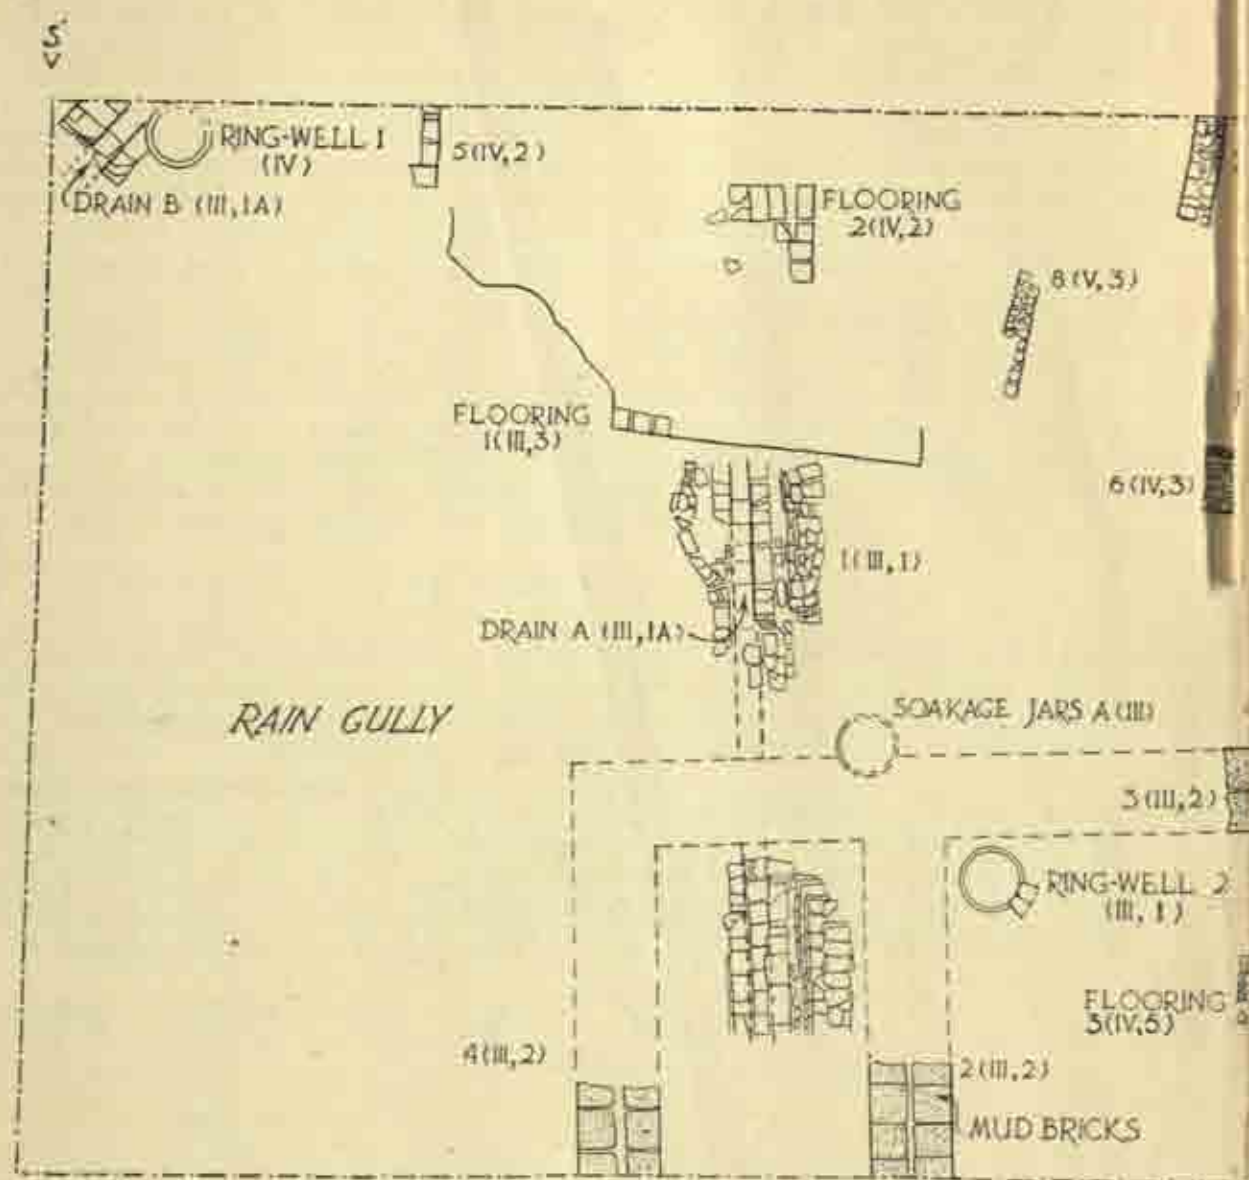 S
RING-WELL 1
(IV)
5 (IV, 2)
DRAIN B (III, 1A)
FLOORING
2(IV, 2)
8 (V, 3)
FLOORING
1(III, 3)
6 (IV, 3)
1(III, 1)
DRAIN A (III, 1A)
RAIN GULLY
SOAKAGE JARS A (III)
3 (III, 2)
RING-WELL 2
(III, 1)
FLOORING
3(IV, 5)
4 (III, 2)
2 (III, 2)
MUD BRICKS